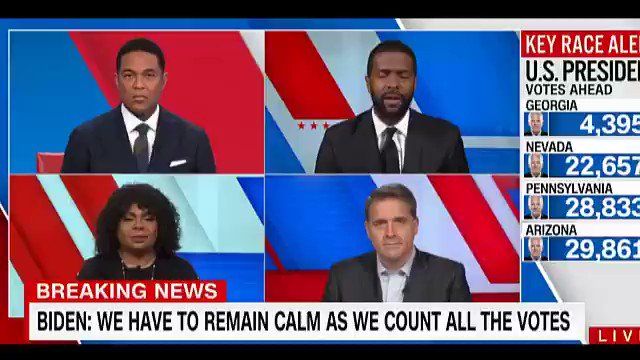 KEY RACE ALE
U.S. PRESIDE
VOTES AHEAD
GEORGIA
4,395
NEVADA
22,657
PENNSYLVANIA
28,833
ARIZONA
29,861
BREAKING NEWS
BIDEN: WE HAVE TO REMAIN CALM AS WE COUNT ALL THE VOTES
LIV